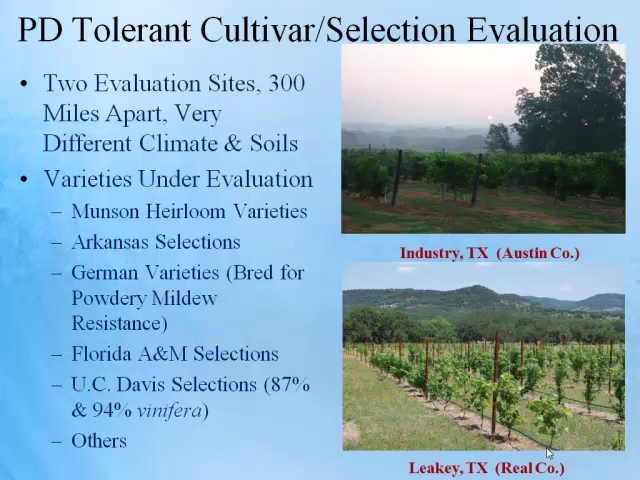 PD Tolerant Cultivar/Selection Evaluation
• Two Evaluation Sites, 300
Miles Apart, Very
Different Climate & Soils
• Varieties Under Evaluation
– Munson Heirloom Varieties
– Arkansas Selections
– German Varieties (Bred for
Powdery Mildew
Resistance)
– Florida A&M Selections
– U.C. Davis Selections (87%
& 94% vinifera)
– Others
Industry, TX (Austin Co.)
Leakey, TX (Real Co.)